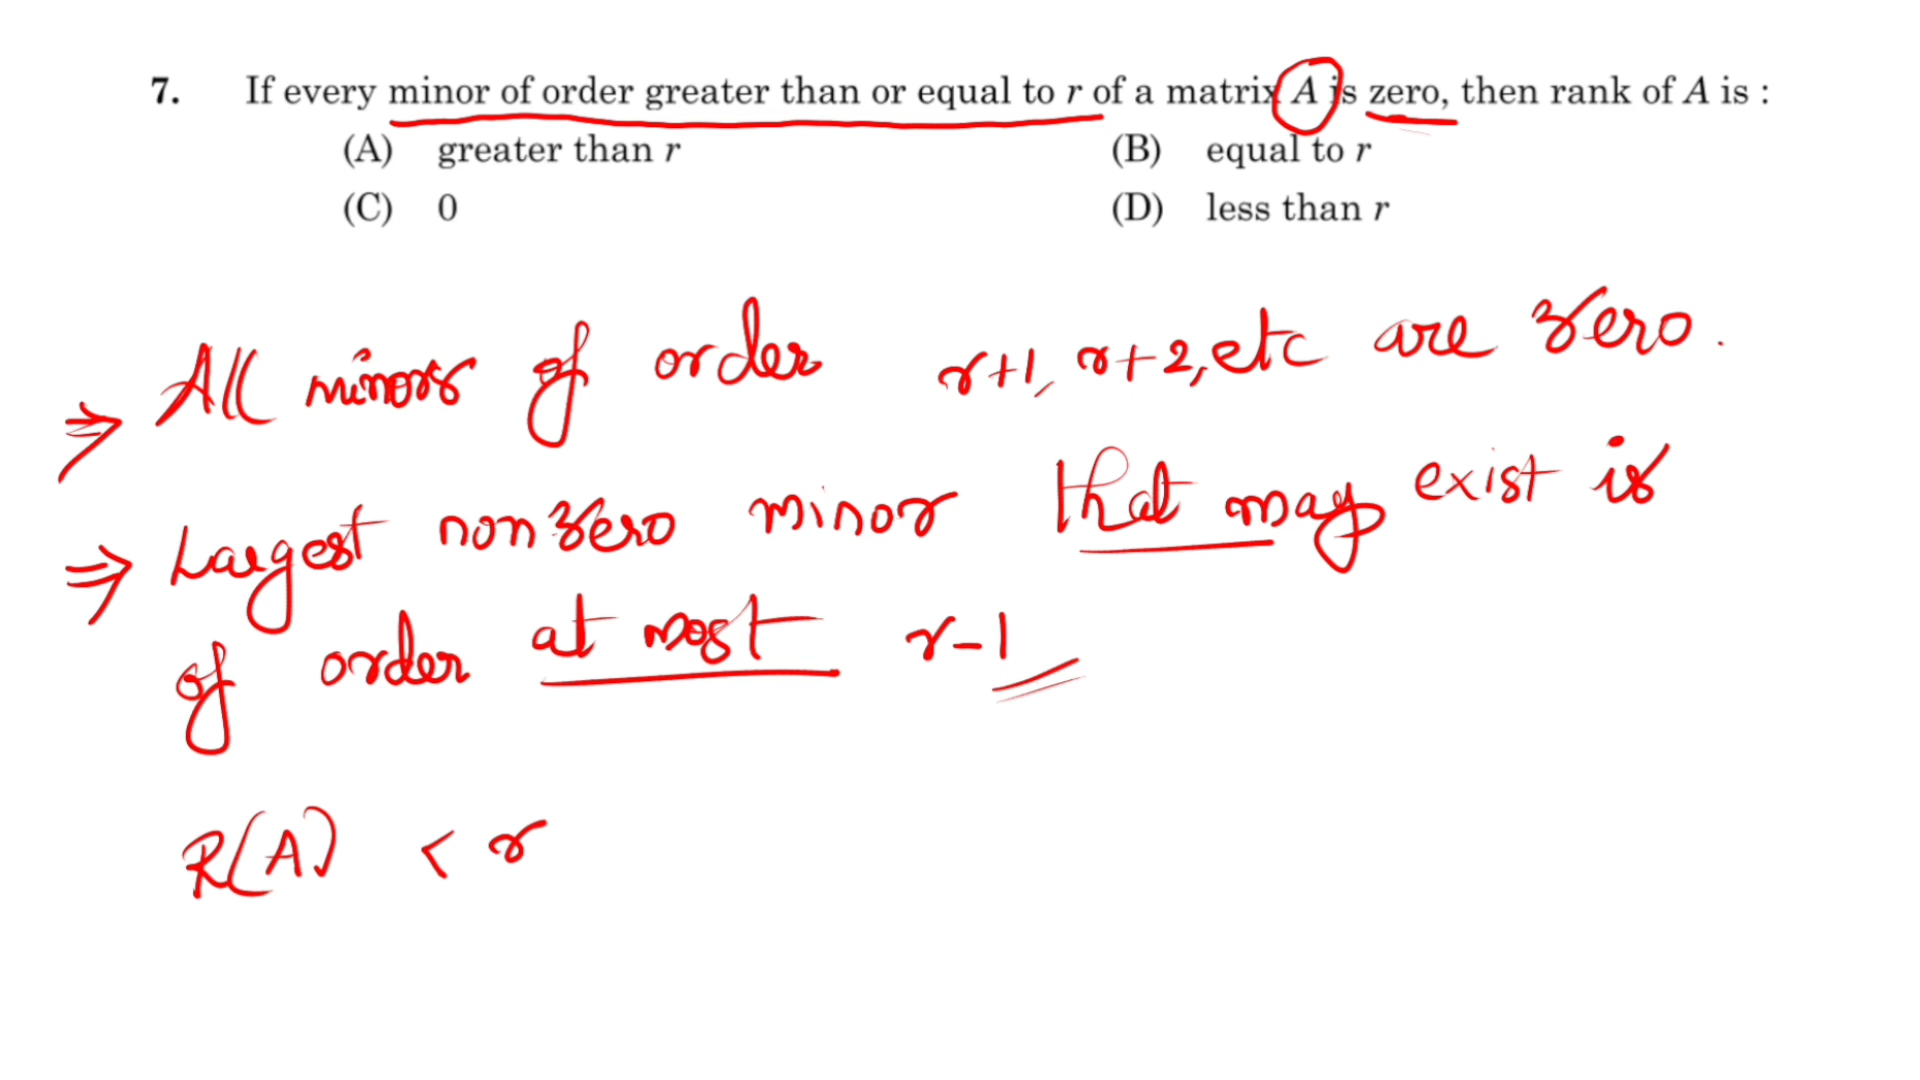 7. If every minor of order greater than or equal to r of a matrix A is zero, then rank of A is :
(A) greater than r (B) equal to r
(C) 0 (D) less than r
⇒ All minors of order r+1, r+2, etc are zero.
⇒ Largest nonzero minor that may exist is
of order at most r-1
R(A) < r